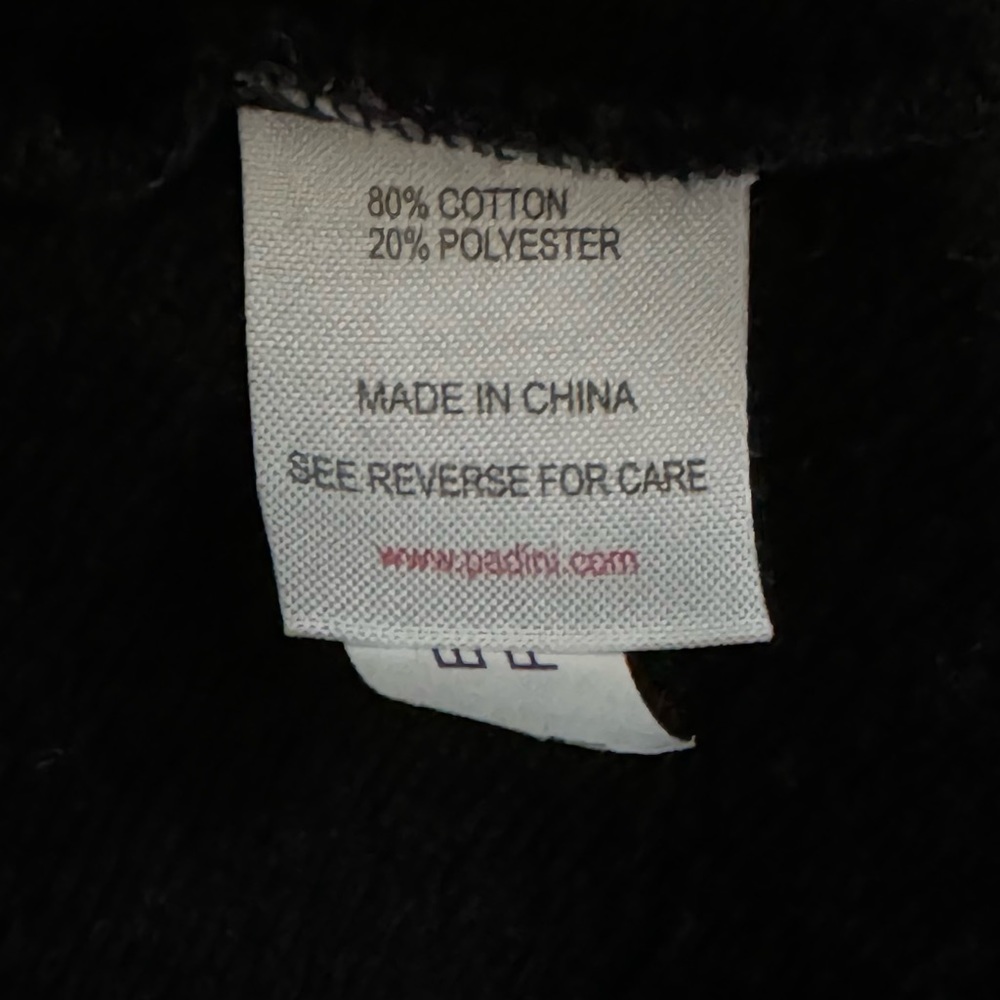 80% COTTON
20% POLYESTER
MADE IN CHINA
SEE REVERSE FOR CARE
www.padini.com